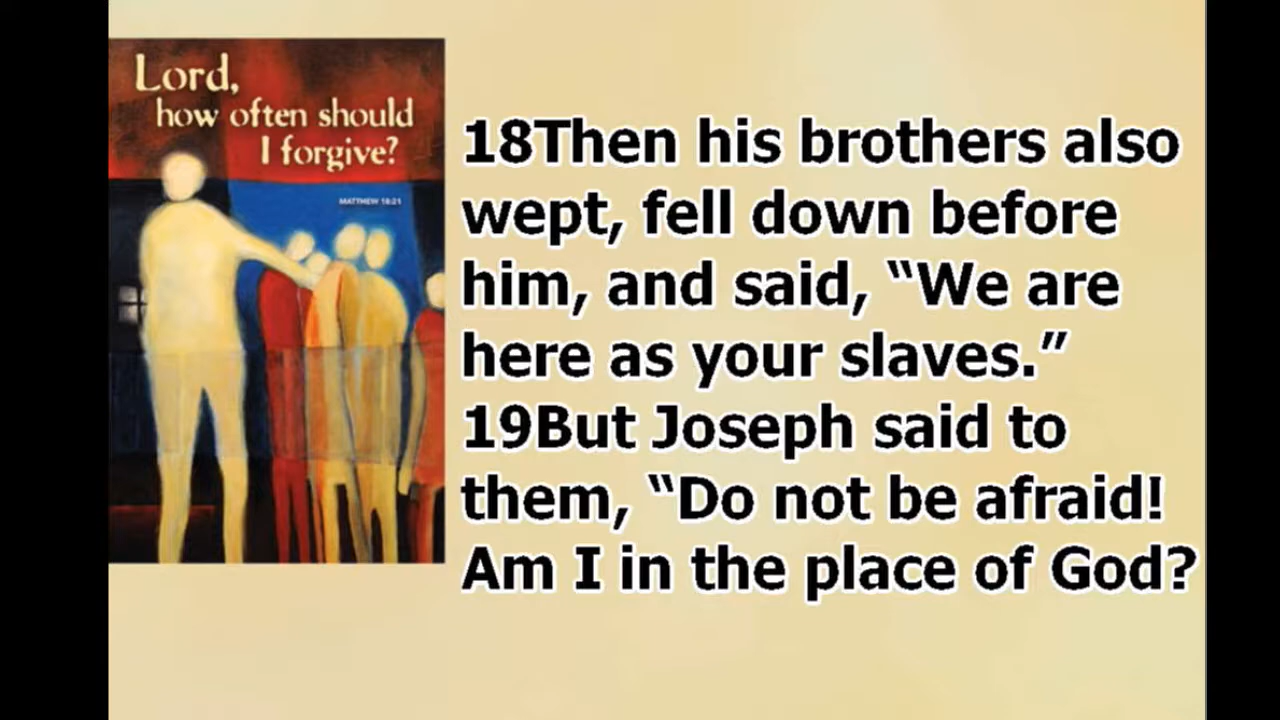 Lord,
how often should
I forgive?
MATTHEW 18:21
18Then his brothers also
wept, fell down before
him, and said, “We are
here as your slaves.”
19But Joseph said to
them, “Do not be afraid!
Am I in the place of God?